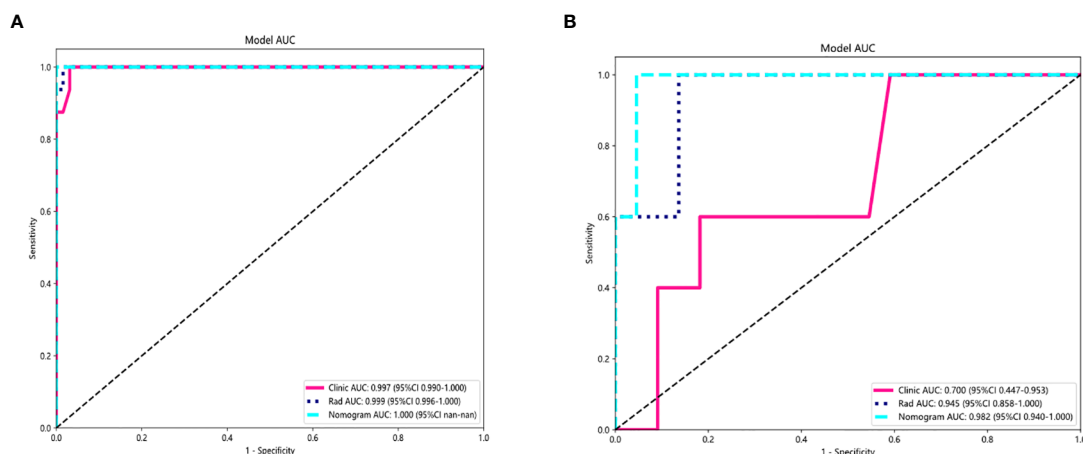 A
Model AUC
1.0
0.8
0.6
0.4
0.2
0.0
Sensitivity
0.0
0.2
0.4
0.6
0.8
1.0
1 - Specificity
Clinic AUC: 0.997 (95%CI 0.990-1.000)
Rad AUC: 0.999 (95%CI 0.996-1.000)
Nomogram AUC: 1.000 (95%CI nan-nan)
B
Model AUC
1.0
0.8
0.6
0.4
0.2
0.0
Sensitivity
0.0
0.2
0.4
0.6
0.8
1.0
1 - Specificity
Clinic AUC: 0.700 (95%CI 0.447-0.953)
Rad AUC: 0.945 (95%CI 0.858-1.000)
Nomogram AUC: 0.982 (95%CI 0.940-1.000)